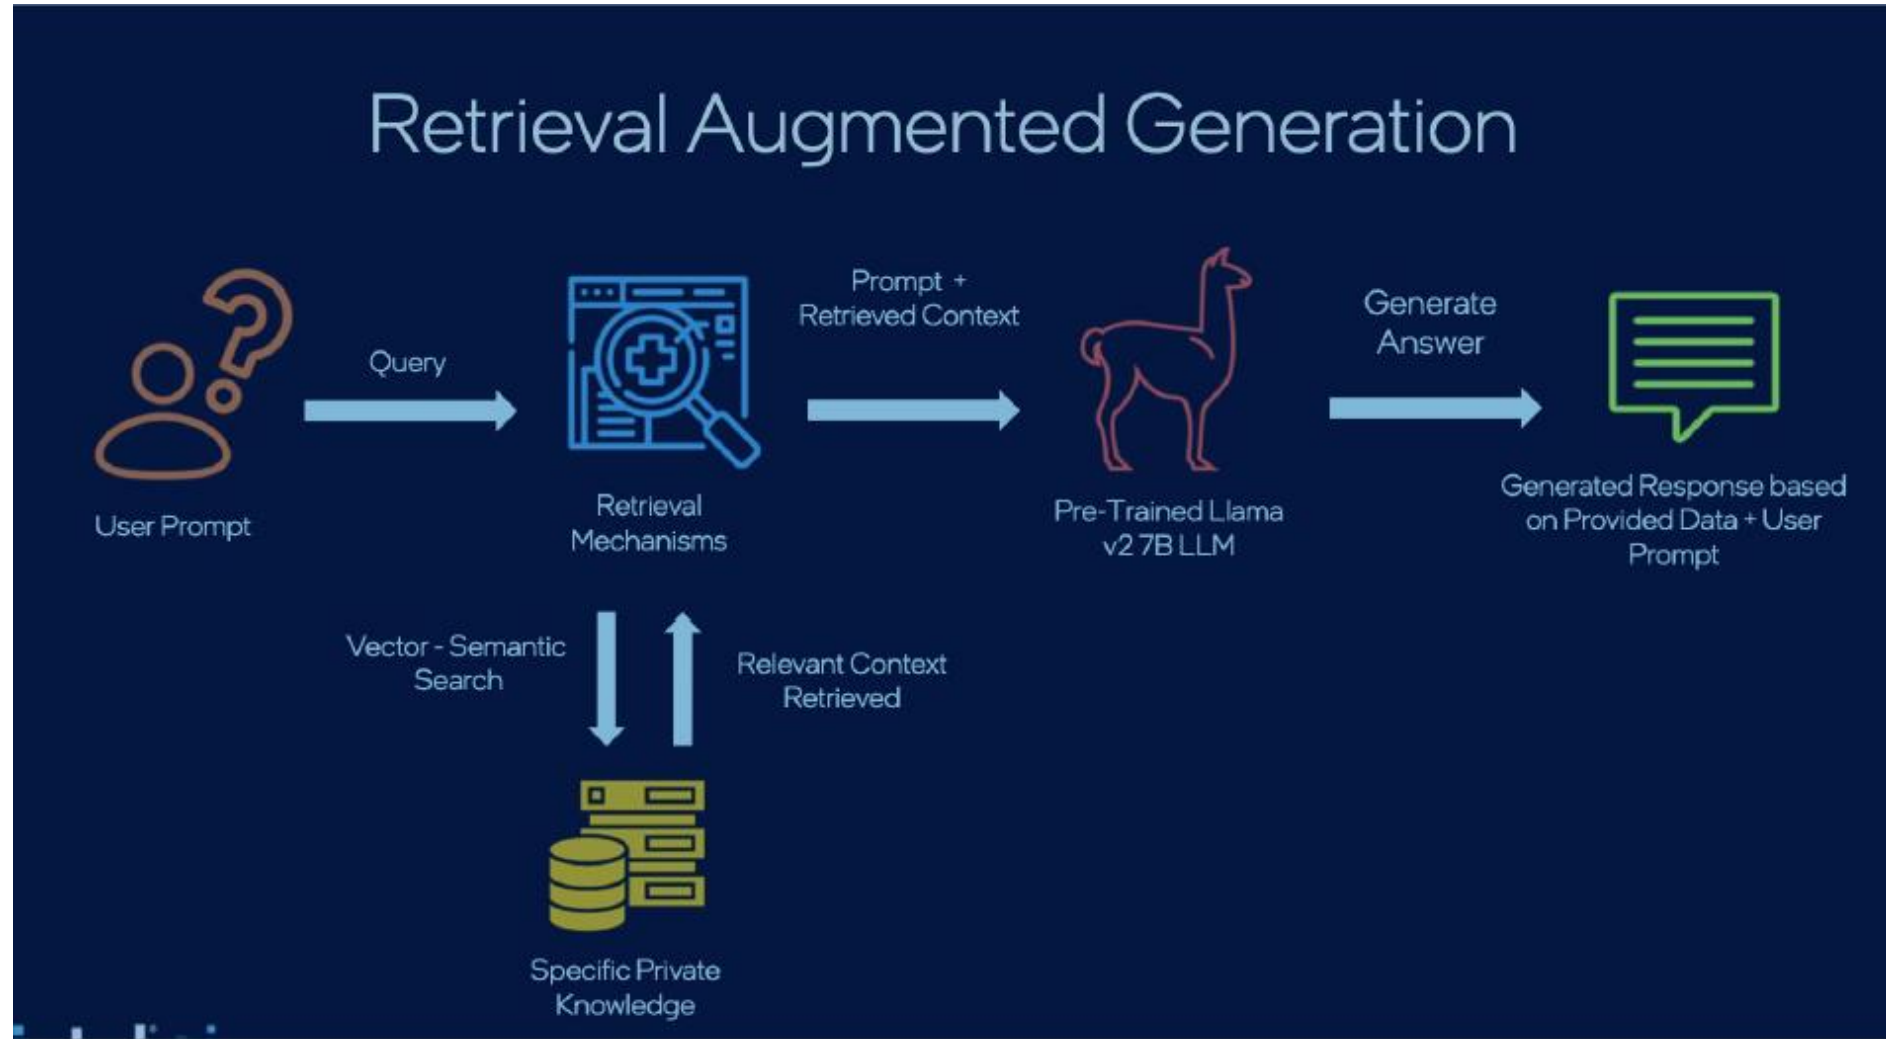 Retrieval Augmented Generation
Query
Prompt +
Retrieved Context
Generate
Answer
User Prompt
Retrieval
Mechanisms
Pre-Trained Llama
v2 7B LLM
Generated Response based
on Provided Data + User
Prompt
Vector - Semantic
Search
Relevant Context
Retrieved
Specific Private
Knowledge